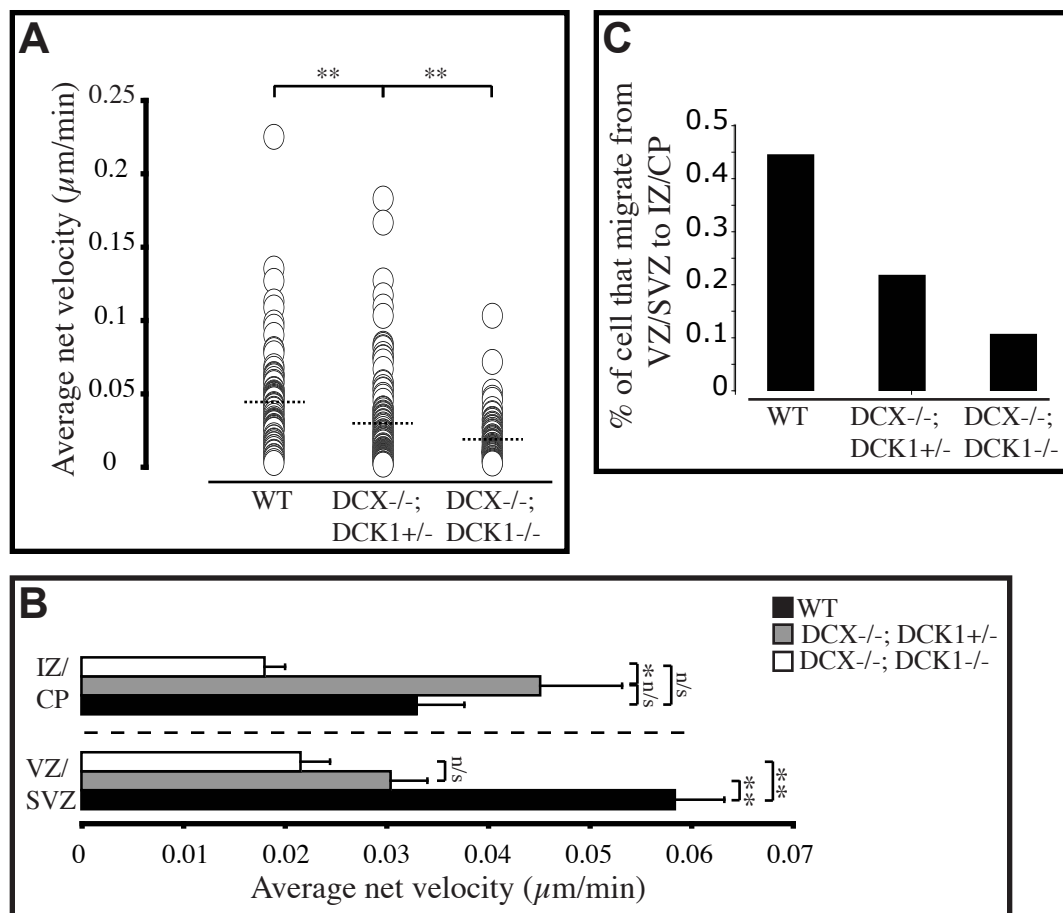 A
Average net velocity (µm/min)
** **
0.25
0.2
0.15
0.1
0.05
0
WT
DCX-/-; DCX-/-;
DCK1+/- DCK1-/-
C
% of cell that migrate from
VZ/SVZ to IZ/CP
0.5
0.4
0.3
0.2
0.1
0
WT
DCX-/-; DCX-/-;
DCK1+/- DCK1-/-
B
WT
DCX-/-; DCK1+/-
DCX-/-; DCK1-/-
IZ/
CP
* n/s
n/s
VZ/
SVZ
n/s
**
**
0 0.01 0.02 0.03 0.04 0.05 0.06 0.07
Average net velocity (µm/min)